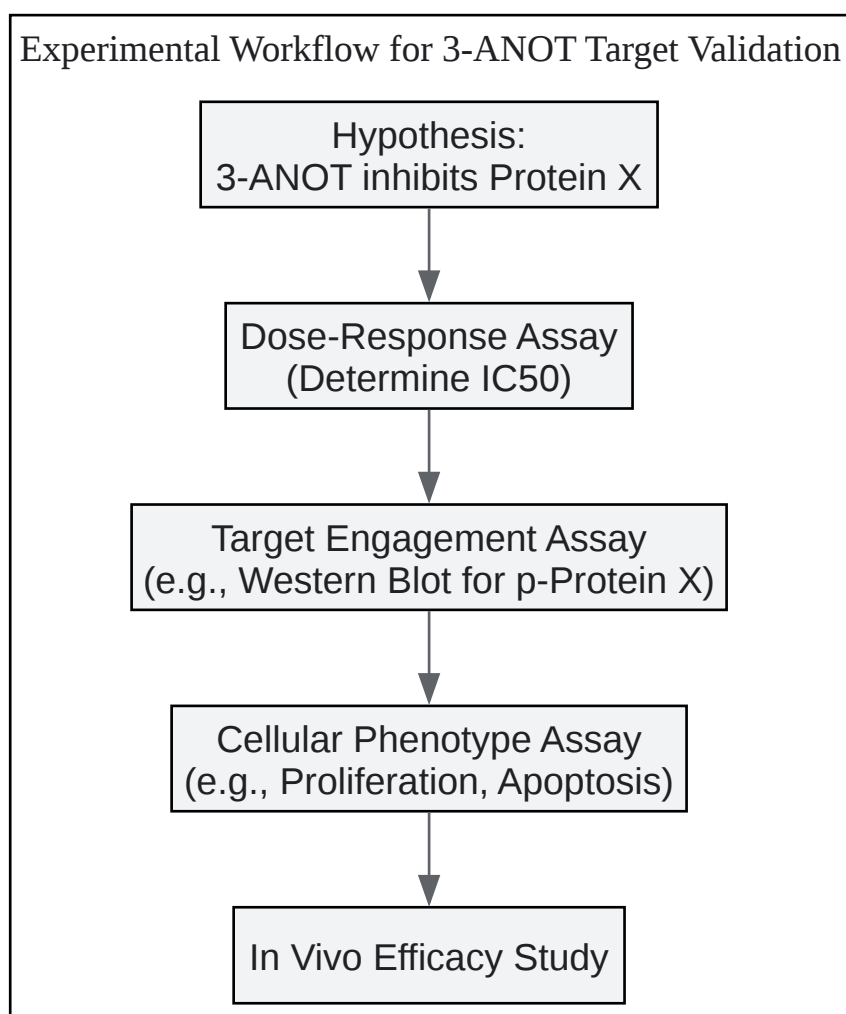 Experimental Workflow for 3-ANOT Target Validation
Hypothesis:
3-ANOT inhibits Protein X
Dose-Response Assay
(Determine IC50)
Target Engagement Assay
(e.g., Western Blot for p-Protein X)
Cellular Phenotype Assay
(e.g., Proliferation, Apoptosis)
In Vivo Efficacy Study